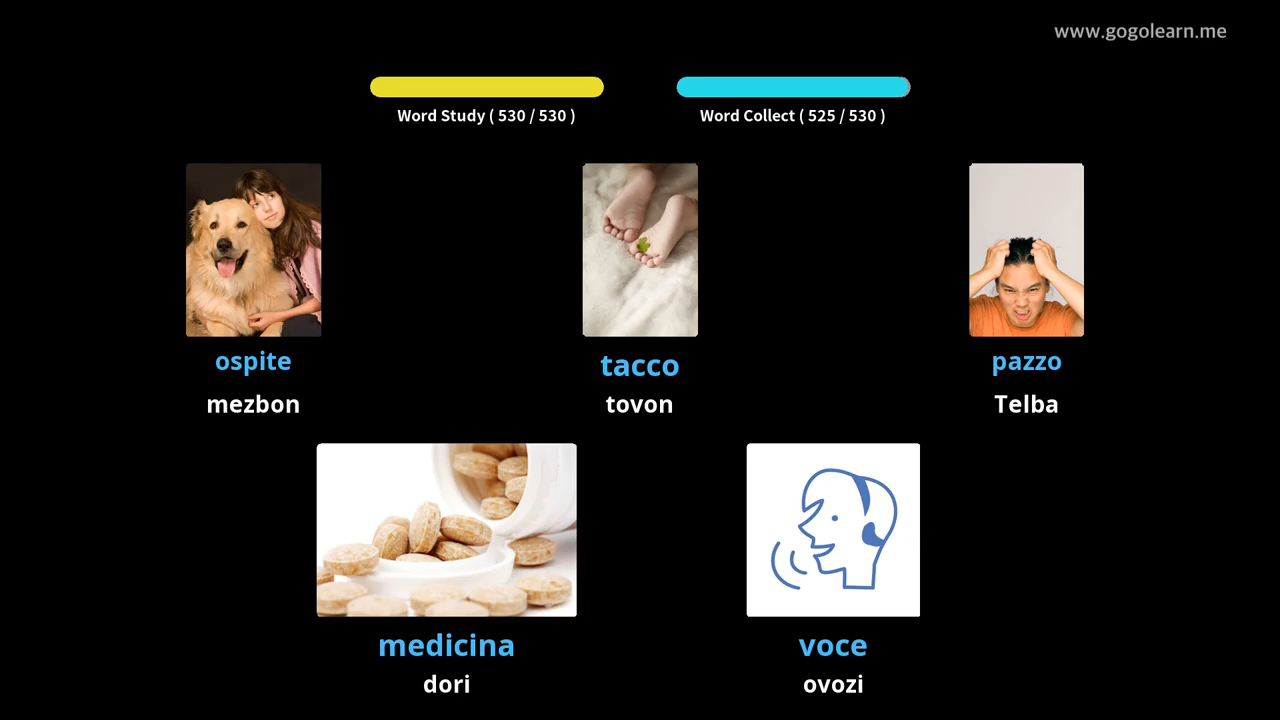 www.gogolearn.me
Word Study ( 530 / 530 )
Word Collect ( 525 / 530 )
ospite
tacco
pazzo
mezbon
tovon
Telba
medicina
voce
dori
ovozi